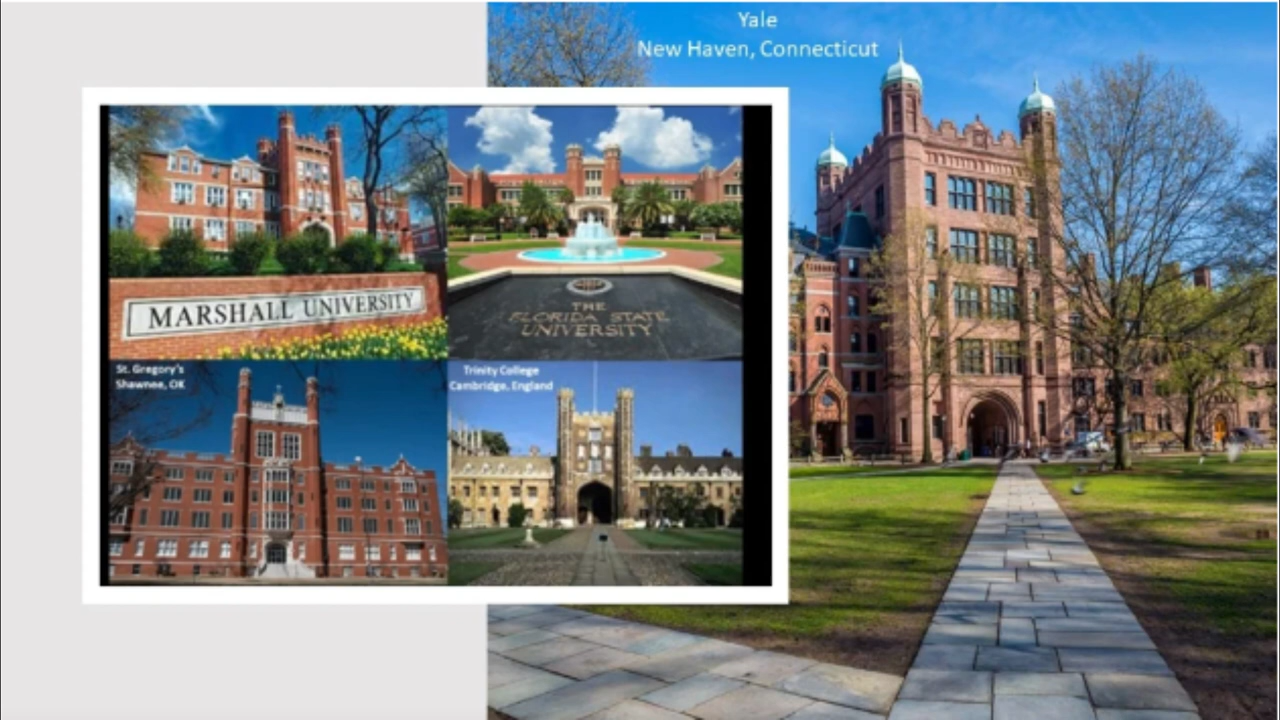 Yale
New Haven, Connecticut
MARSHALL UNIVERSITY
THE
FLORIDA STATE
UNIVERSITY
St. Gregory's
Shawnee, OK
Trinity College
Cambridge, England